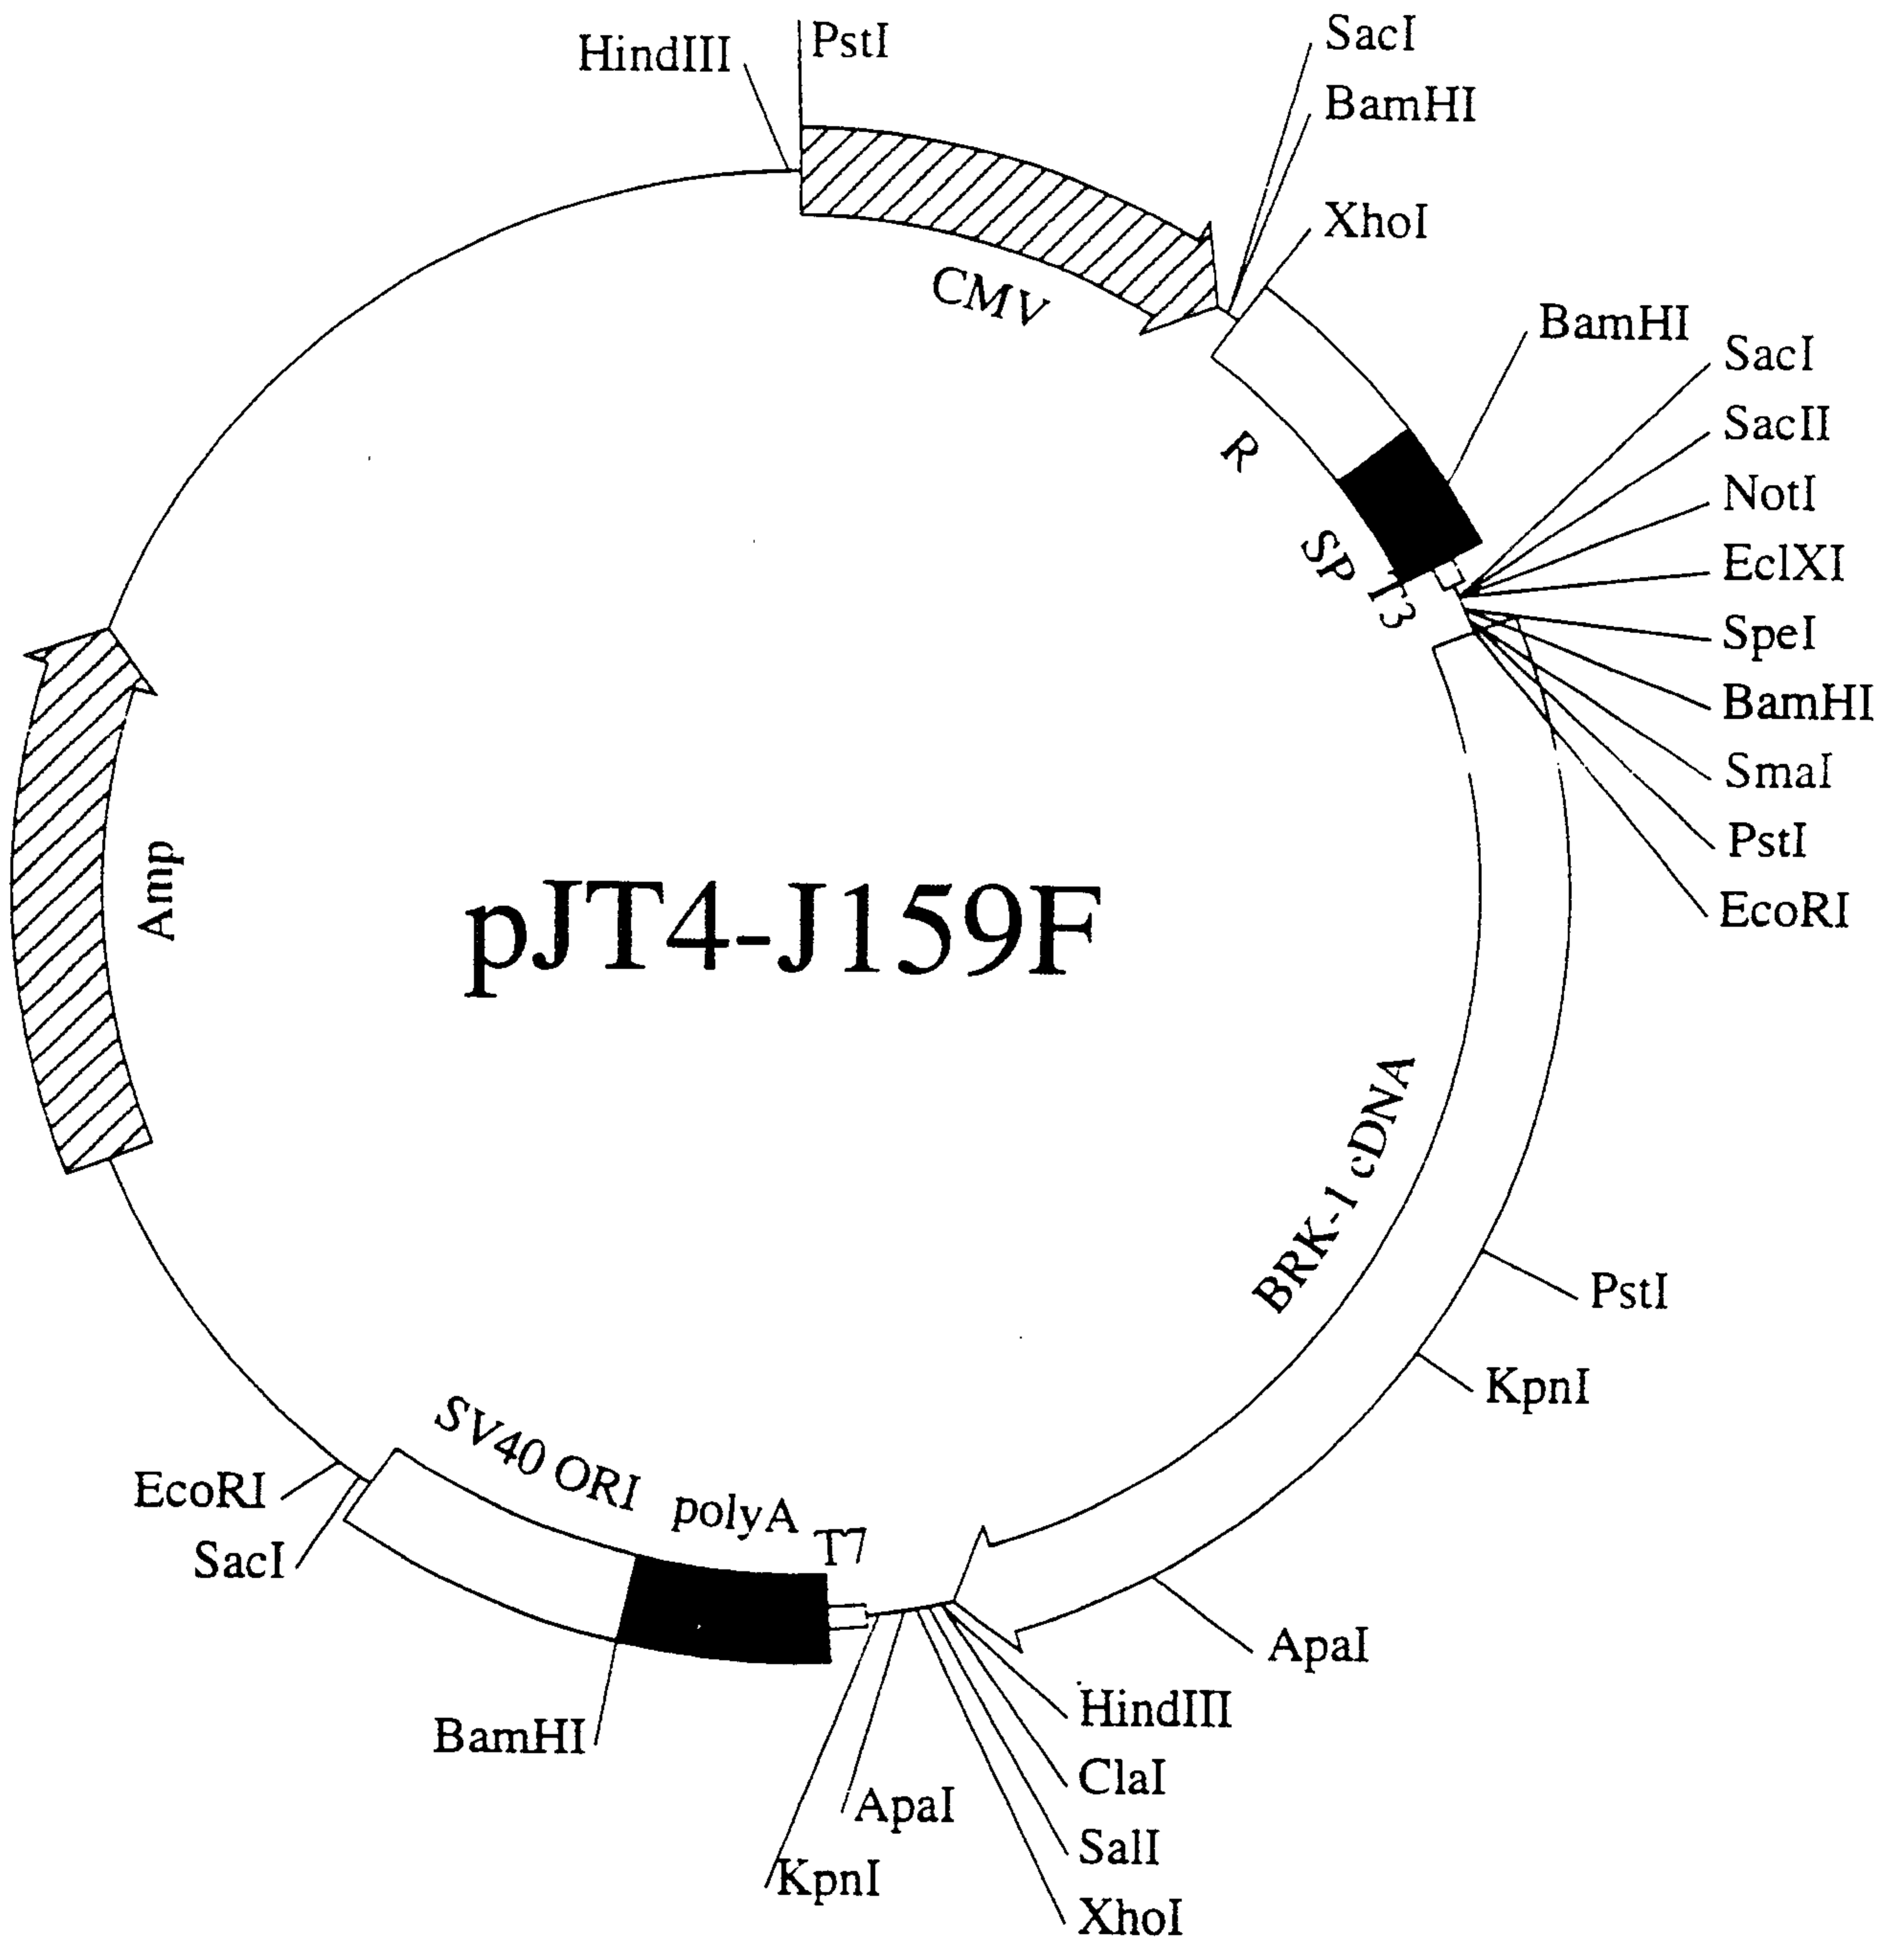 HindIII
PstI
SacI
BamHI
XhoI
CMV
BamHI
SacI
SacII
NotI
EclXI
SpeI
BamHI
SmaI
PstI
EcoRI
R
SP
T3
Amp
pJT4-J159F
BRK-1 cDNA
PstI
KpnI
SV40 ORI
polyA
T7
EcoRI
SacI
ApaI
HindIII
BamHI
ClaI
ApaI
SalI
KpnI
XhoI